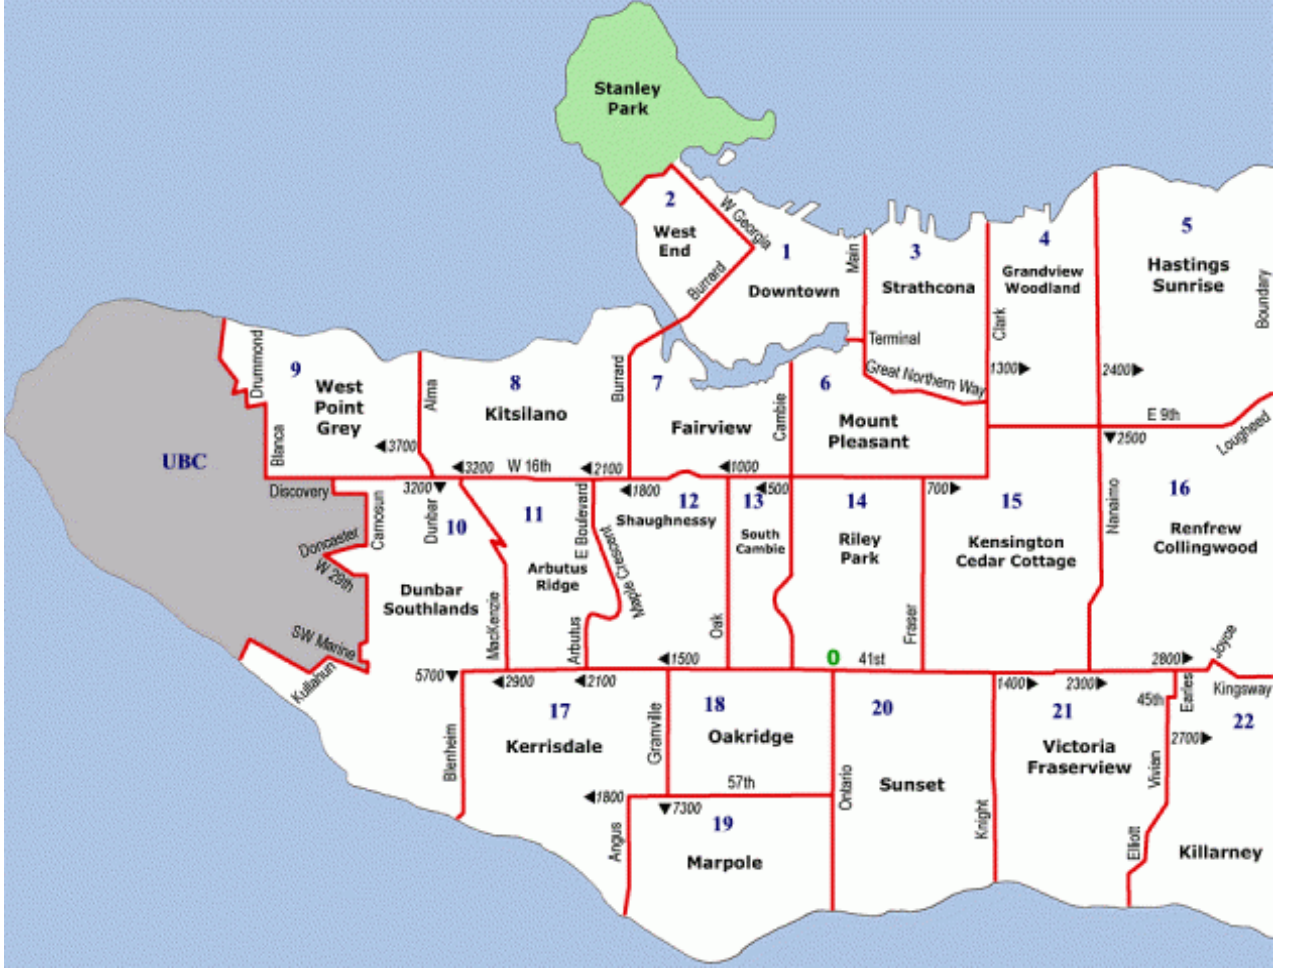 Stanley
Park
2
West
End
W Georgia
Burrard
1
Downtown
Main
3
Strathcona
4
Grandview
Woodland
Clark
1300
5
Hastings
Sunrise
Boundary
2400
Terminal
Great Northern Way
E 9th
Lougheed
Drummond
9
West
Point
Grey
Blanca
3700
Alma
8
Kitsilano
Burrard
7
Fairview
Cambie
6
Mount
Pleasant
UBC
3200
W 16th
2100
1000
2500
Discovery
Camosun
3200
Dunbar
10
11
Arbutus
Ridge
E Boulevard
1800
12
Shaughnessy
Maple Crescent
500
13
South
Cambie
14
Riley
Park
700
15
Kensington
Cedar Cottage
Nanaimo
16
Renfrew
Collingwood
Doncaster
W 29th
Dunbar
Southlands
MacKenzie
Arbutus
Oak
Fraser
SW Marine
Kullahun
5700
2900
2100
1500
0
41st
1400
2300
2800
Joyce
Earles
Kingsway
45th
17
Kerrisdale
Blenheim
Granville
18
Oakridge
57th
20
Sunset
Ontario
Knight
21
Victoria
Fraserview
Vivian
2700
22
Killarney
Elliott
1800
7300
19
Marpole
Angus